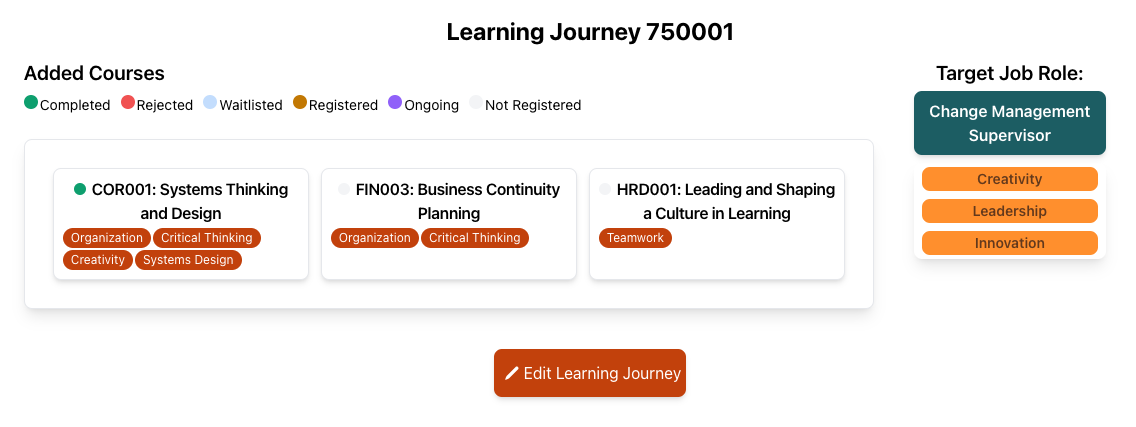 Learning Journey 750001
Added Courses
Completed Rejected Waitlisted Registered Ongoing Not Registered
COR001: Systems Thinking
and Design
Organization Critical Thinking
Creativity Systems Design
FIN003: Business Continuity
Planning
Organization Critical Thinking
HRD001: Leading and Shaping
a Culture in Learning
Teamwork
Target Job Role:
Change Management
Supervisor
Creativity
Leadership
Innovation
Edit Learning Journey